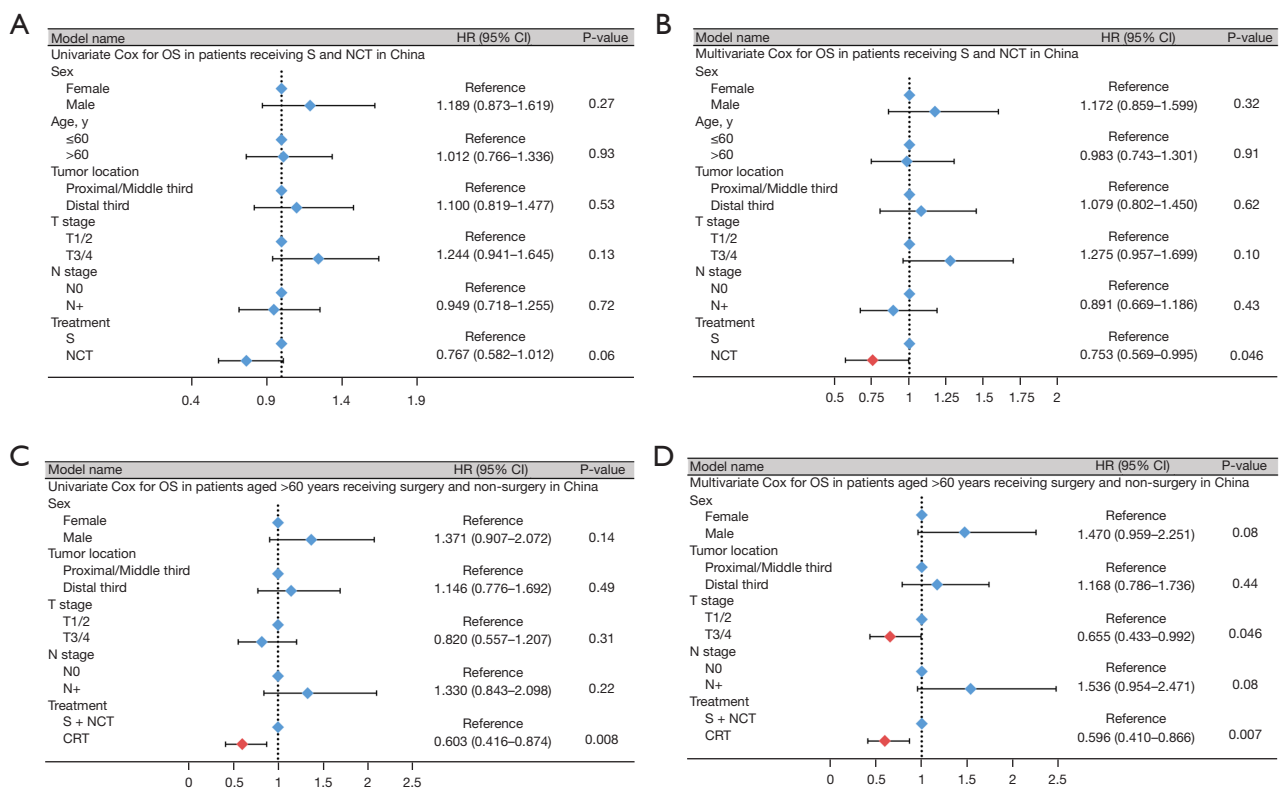 A
Model name HR (95% CI) P-value
Univariate Cox for OS in patients receiving S and NCT in China
Sex
Female Reference
Male 1.189 (0.873–1.619) 0.27
Age, y
≤60 Reference
>60 1.012 (0.766–1.336) 0.93
Tumor location
Proximal/Middle third Reference
Distal third 1.100 (0.819–1.477) 0.53
T stage
T1/2 Reference
T3/4 1.244 (0.941–1.645) 0.13
N stage
N0 Reference
N+ 0.949 (0.718–1.255) 0.72
Treatment
S Reference
NCT 0.767 (0.582–1.012) 0.06
0.4 0.9 1.4 1.9
B
Model name HR (95% CI) P-value
Multivariate Cox for OS in patients receiving S and NCT in China
Sex
Female Reference
Male 1.172 (0.859–1.599) 0.32
Age, y
≤60 Reference
>60 0.983 (0.743–1.301) 0.91
Tumor location
Proximal/Middle third Reference
Distal third 1.079 (0.802–1.450) 0.62
T stage
T1/2 Reference
T3/4 1.275 (0.957–1.699) 0.10
N stage
N0 Reference
N+ 0.891 (0.669–1.186) 0.43
Treatment
S Reference
NCT 0.753 (0.569–0.995) 0.046
0.5 0.75 1 1.25 1.5 1.75 2
C
Model name HR (95% CI) P-value
Univariate Cox for OS in patients aged >60 years receiving surgery and non-surgery in China
Sex
Female Reference
Male 1.371 (0.907–2.072) 0.14
Tumor location
Proximal/Middle third Reference
Distal third 1.146 (0.776–1.692) 0.49
T stage
T1/2 Reference
T3/4 0.820 (0.557–1.207) 0.31
N stage
N0 Reference
N+ 1.330 (0.843–2.098) 0.22
Treatment
S + NCT Reference
CRT 0.603 (0.416–0.874) 0.008
0 0.5 1 1.5 2 2.5
D
Model name HR (95% CI) P-value
Multivariate Cox for OS in patients aged >60 years receiving surgery and non-surgery in China
Sex
Female Reference
Male 1.470 (0.959–2.251) 0.08
Tumor location
Proximal/Middle third Reference
Distal third 1.168 (0.786–1.736) 0.44
T stage
T1/2 Reference
T3/4 0.655 (0.433–0.992) 0.046
N stage
N0 Reference
N+ 1.536 (0.954–2.471) 0.08
Treatment
S + NCT Reference
CRT 0.596 (0.410–0.866) 0.007
0 0.5 1 1.5 2 2.5